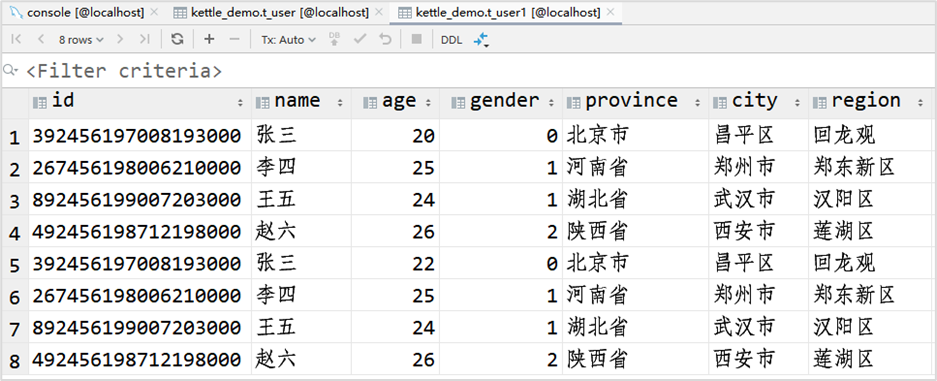 console [@localhost] kettle_demo.t_user [@localhost] kettle_demo.t_user1 [@localhost]
8 rows Tx: Auto DB DDL
<Filter criteria>
id name age gender province city region
1 392456197008193000 张三 20 0 北京市 昌平区 回龙观
2 267456198006210000 李四 25 1 河南省 郑州市 郑东新区
3 892456199007203000 王五 24 1 湖北省 武汉市 汉阳区
4 492456198712198000 赵六 26 2 陕西省 西安市 莲湖区
5 392456197008193000 张三 22 0 北京市 昌平区 回龙观
6 267456198006210000 李四 25 1 河南省 郑州市 郑东新区
7 892456199007203000 王五 24 1 湖北省 武汉市 汉阳区
8 492456198712198000 赵六 26 2 陕西省 西安市 莲湖区